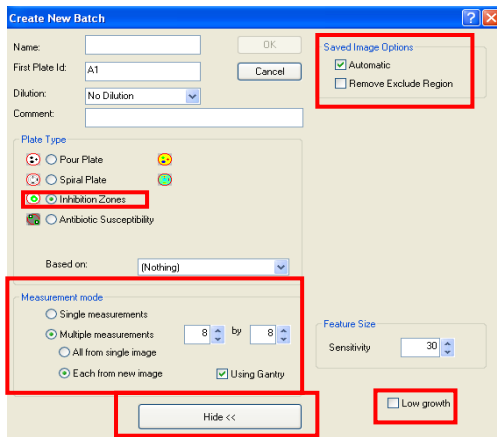 Create New Batch
Name:
OK
First Plate Id:
A1
Cancel
Dilution:
No Dilution
Comment:
Saved Image Options
Automatic
Remove Exclude Region
Plate Type
Pour Plate
Spiral Plate
Inhibition Zones
Antibiotic Susceptibility
Based on:
(Nothing)
Measurement mode
Single measurements
Multiple measurements
8 by 8
All from single image
Each from new image
Using Gantry
Feature Size
Sensitivity
30
Hide <<
Low growth